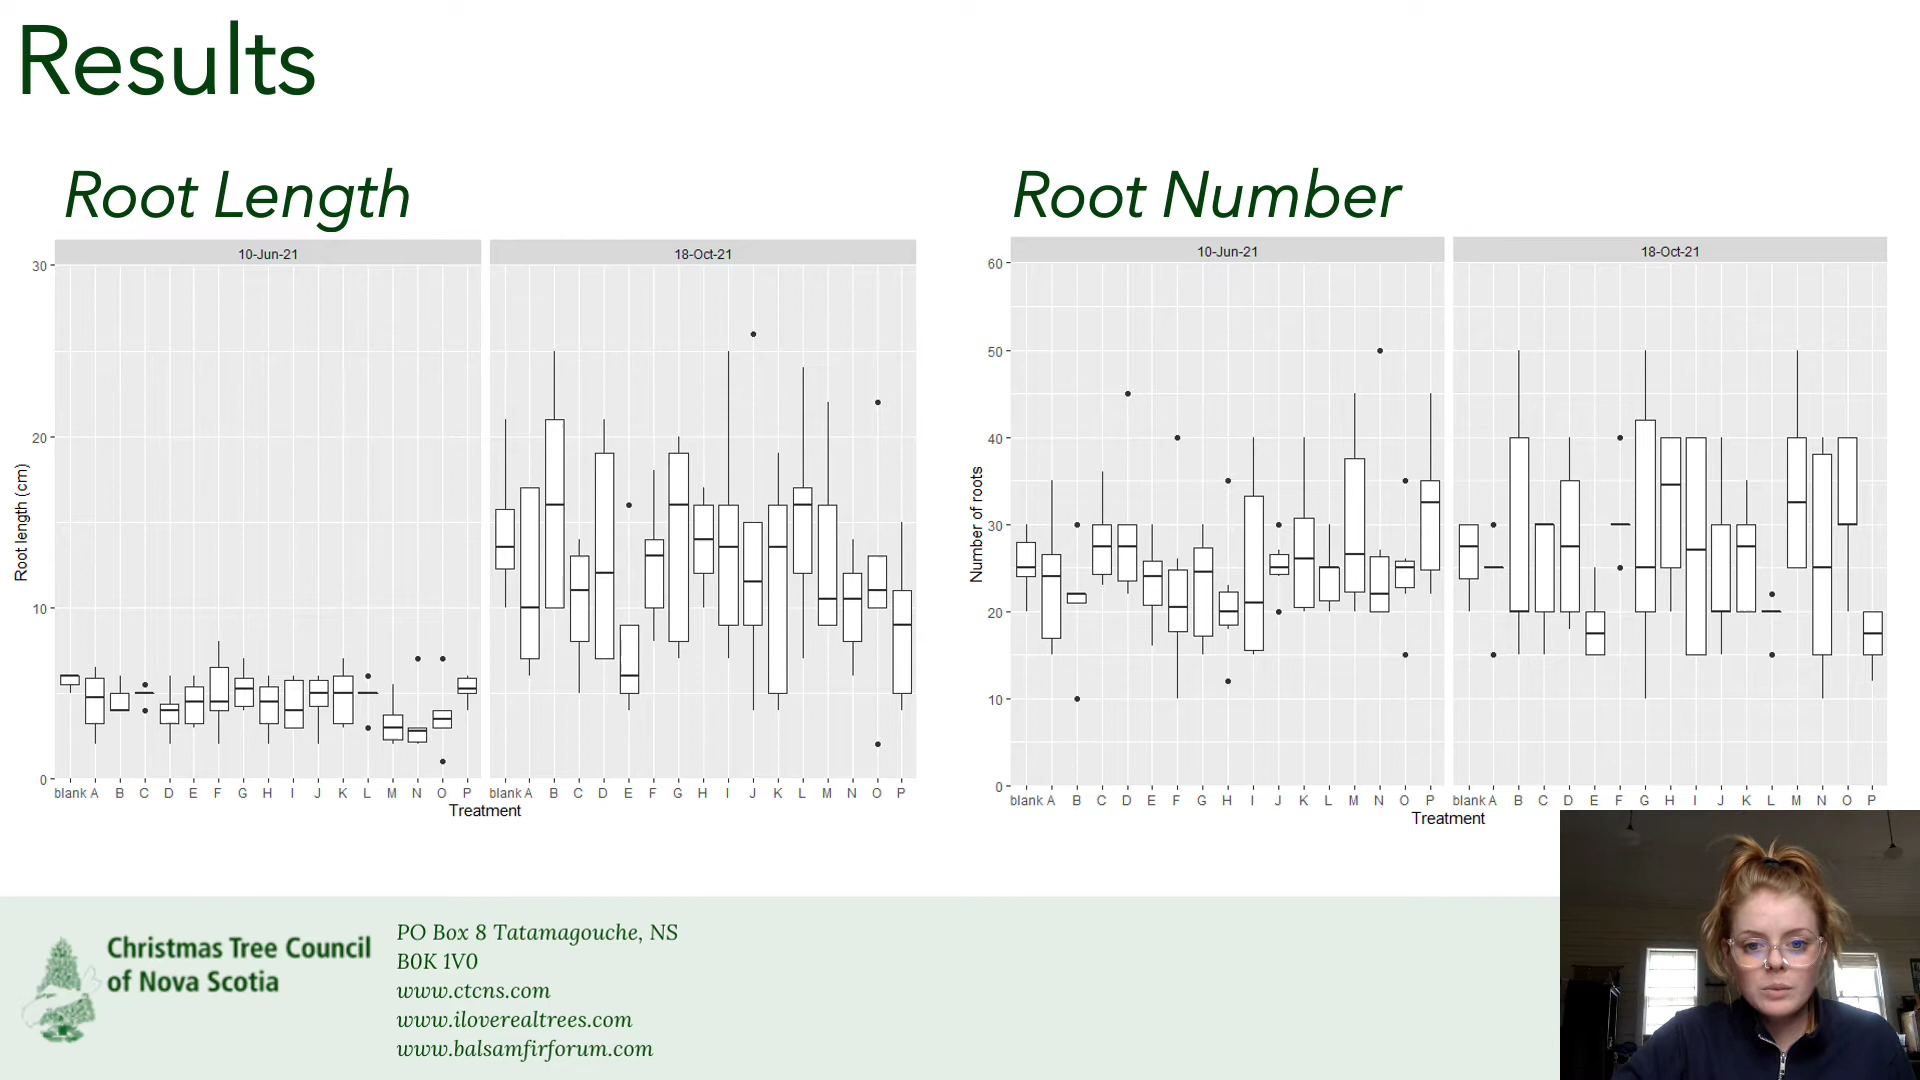 Results
Root Length
10-Jun-21
18-Oct-21
30
20
10
0
Root length (cm)
blank A B C D E F G H I J K L M N O P
blank A B C D E F G H I J K L M N O P
Treatment
Root Number
10-Jun-21
18-Oct-21
60
50
40
30
20
10
0
Number of roots
blank A B C D E F G H I J K L M N O P
blank A B C D E F G H I J K L M N O P
Treatment
Christmas Tree Council
of Nova Scotia
PO Box 8 Tatamagouche, NS
B0K 1V0
www.ctcns.com
www.iloverealtrees.com
www.balsamfirforum.com